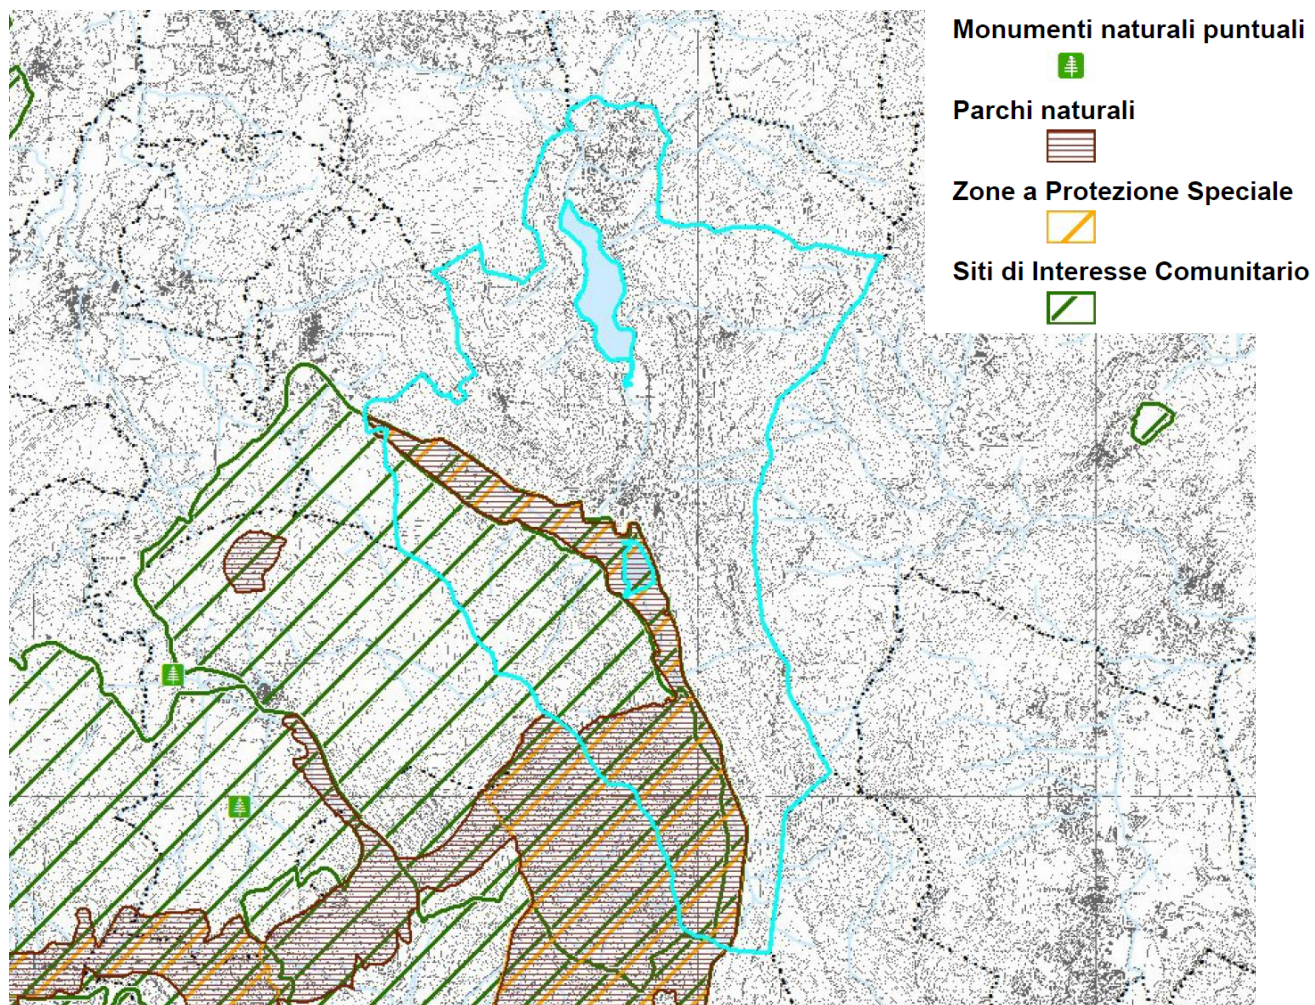 Monumenti naturali puntuali
Parchi naturali
Zone a Protezione Speciale
Siti di Interesse Comunitario